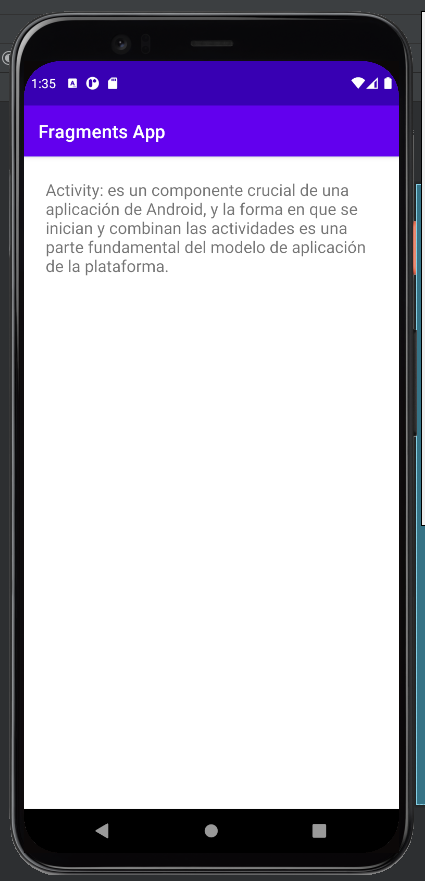 1:35
Fragments App
Activity: es un componente crucial de una
aplicación de Android, y la forma en que se
inician y combinan las actividades es una
parte fundamental del modelo de aplicación
de la plataforma.